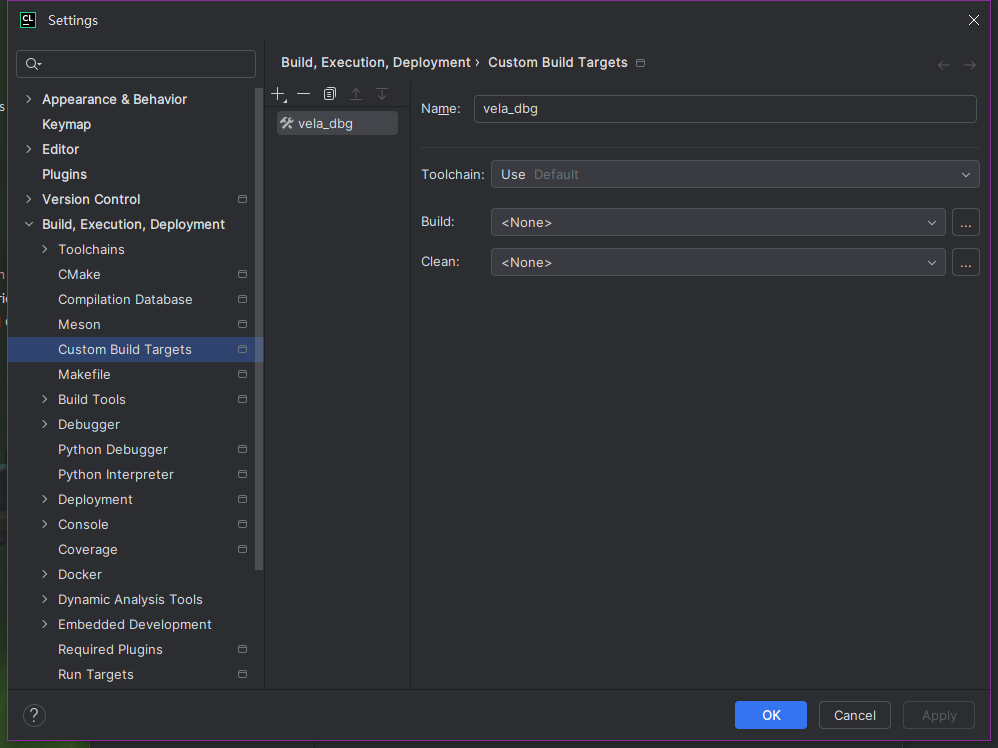 CL Settings
Build, Execution, Deployment › Custom Build Targets
Appearance & Behavior
Keymap
Editor
Plugins
Version Control
Build, Execution, Deployment
Toolchains
CMake
Compilation Database
Meson
Custom Build Targets
Makefile
Build Tools
Debugger
Python Debugger
Python Interpreter
Deployment
Console
Coverage
Docker
Dynamic Analysis Tools
Embedded Development
Required Plugins
Run Targets
vela_dbg
Name: vela_dbg
Toolchain: Use Default
Build: <None> ...
Clean: <None> ...
? OK Cancel Apply